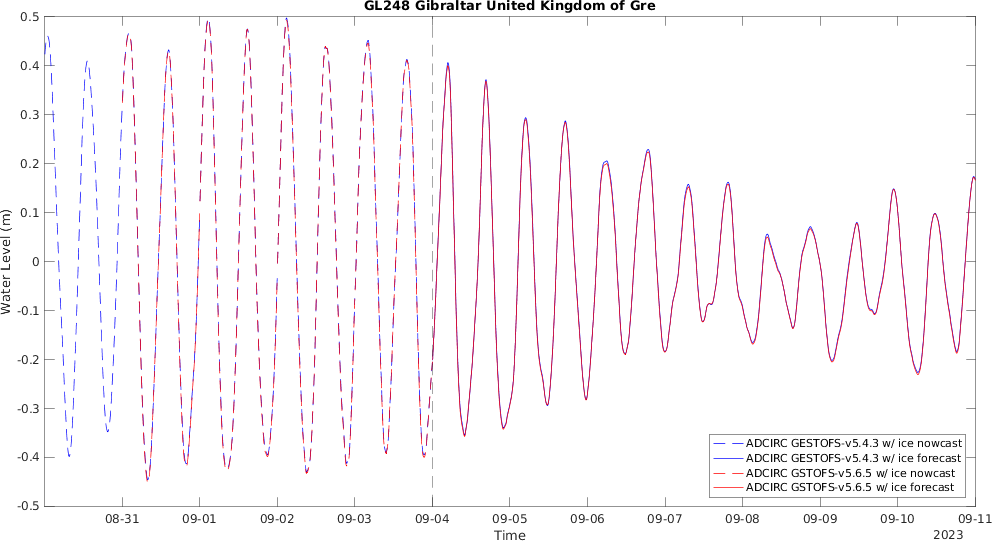 GL248 Gibraltar United Kingdom of Gre
0.5
0.4
0.3
0.2
0.1
0
-0.1
-0.2
-0.3
-0.4
-0.5
Water Level (m)
08-31 09-01 09-02 09-03 09-04 09-05 09-06 09-07 09-08 09-09 09-10 09-11
Time
2023
ADCIRC GESTOFS-v5.4.3 w/ ice nowcast
ADCIRC GESTOFS-v5.4.3 w/ ice forecast
ADCIRC GSTOFS-v5.6.5 w/ ice nowcast
ADCIRC GSTOFS-v5.6.5 w/ ice forecast